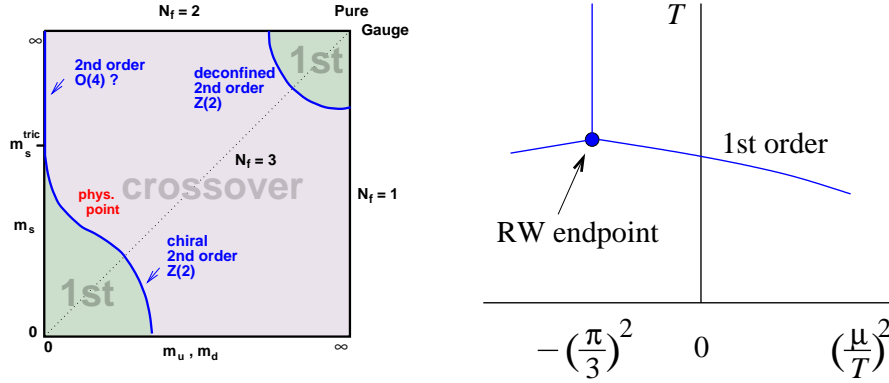 N_f = 2
Pure
Gauge
∞
2nd order
O(4) ?
deconfined
2nd order
Z(2)
1st
m_s^tric
N_f = 3
crossover
N_f = 1
phys.
point
m_s
chiral
2nd order
Z(2)
1st
0
0
m_u , m_d
∞
T
1st order
RW endpoint
−(π/3)^2
0
(μ/T)^2